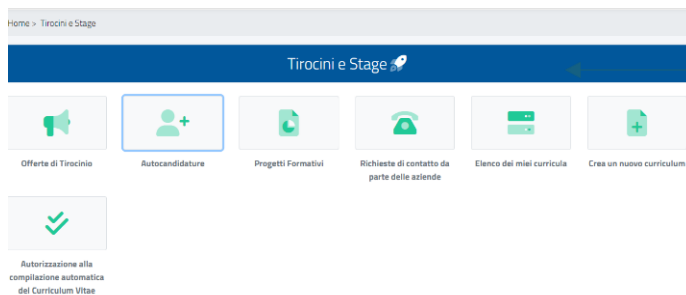 Home > Tirocini e Stage
Tirocini e Stage
Offerte di Tirocinio
Autocandidature
Progetti Formativi
Richieste di contatto da
parte delle aziende
Elenco dei miei curricula
Crea un nuovo curriculum
Autorizzazione alla
compilazione automatica
del Curriculum Vitae